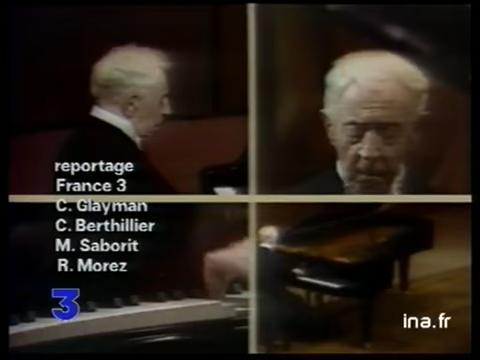 reportage
France 3
C. Glayman
C. Berthillier
M. Saborit
R. Morez
3
ina.fr